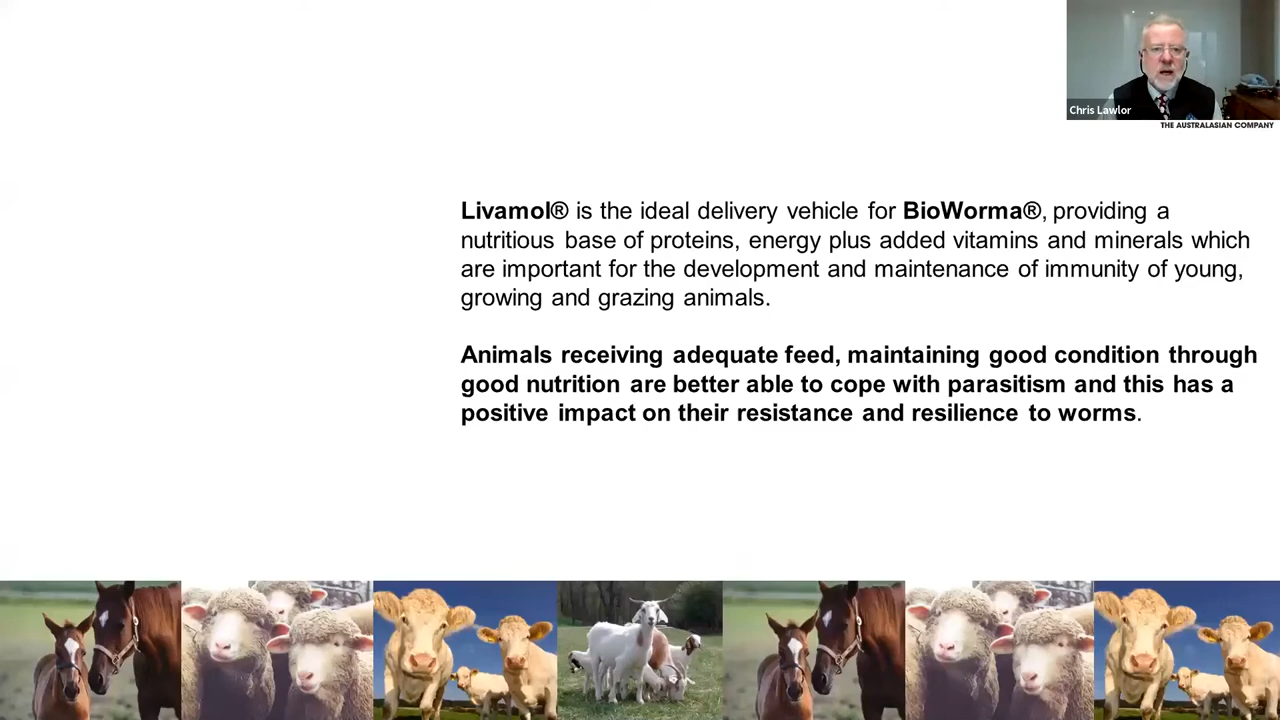 Chris Lawlor
THE AUSTRALASIAN COMPANY
Livamol® is the ideal delivery vehicle for BioWorma®, providing a
nutritious base of proteins, energy plus added vitamins and minerals which
are important for the development and maintenance of immunity of young,
growing and grazing animals.
Animals receiving adequate feed, maintaining good condition through
good nutrition are better able to cope with parasitism and this has a
positive impact on their resistance and resilience to worms.